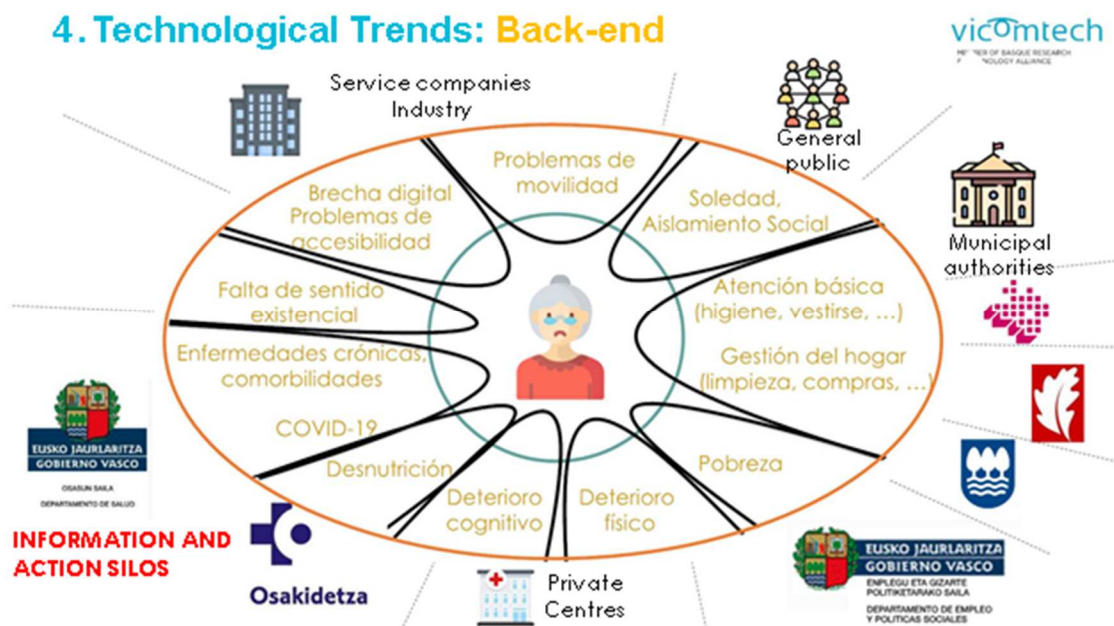 4. Technological Trends: Back-end
vicomtech
MEMBER OF BASQUE RESEARCH
Service companies
Industry
General
public
Municipal
authorities
Problemas de
movilidad
Brecha digital
Problemas de
accesibilidad
Soledad,
Aislamiento Social
Falta de sentido
existencial
Atención básica
(higiene, vestirse, ...)
Enfermedades crónicas,
comorbilidades
Gestión del hogar
(limpieza, compras, ...)
COVID-19
Desnutrición
Pobreza
Deterioro
cognitivo
Deterioro
físico
EUSKO JAURLARITZA
GOBIERNO VASCO
OSASUN SAILA
DEPARTAMENTO DE SALUD
INFORMATION AND
ACTION SILOS
Osakidetza
Private
Centres
EUSKO JAURLARITZA
GOBIERNO VASCO
ENPLEGU ETA GIZARTE
POLITIKETARAKO SAILA
DEPARTAMENTO DE EMPLEO
Y POLITICAS SOCIALES